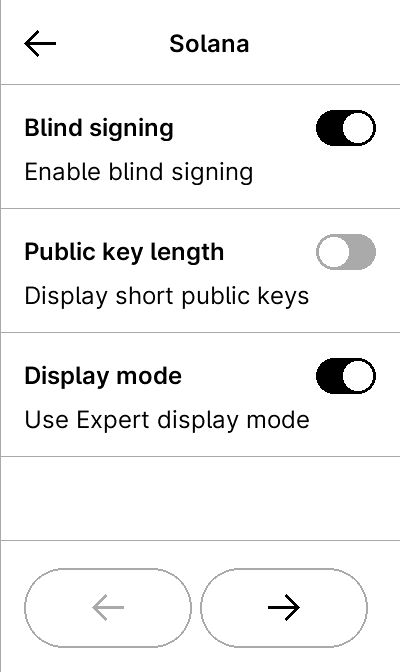 Solana
Blind signing
Enable blind signing
Public key length
Display short public keys
Display mode
Use Expert display mode